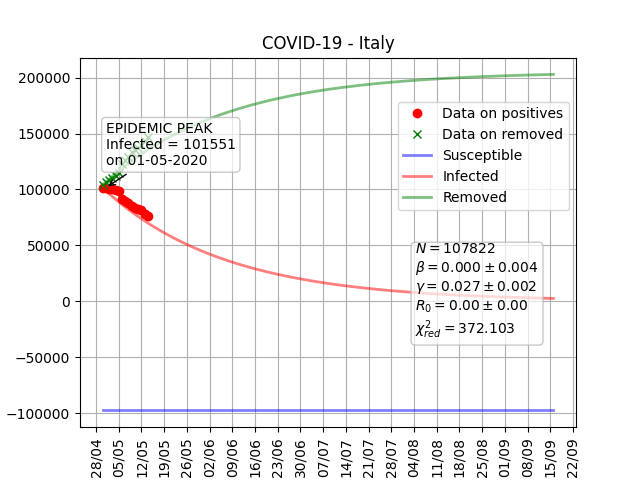 COVID-19 - Italy
200000
150000
100000
50000
0
−50000
−100000
EPIDEMIC PEAK
Infected = 101551
on 01-05-2020
Data on positives
Data on removed
Susceptible
Infected
Removed
N = 107822
β = 0.000 ± 0.004
γ = 0.027 ± 0.002
R₀ = 0.00 ± 0.00
χ²_red = 372.103
28/04
05/05
12/05
19/05
26/05
02/06
09/06
16/06
23/06
30/06
07/07
14/07
21/07
28/07
04/08
11/08
18/08
25/08
01/09
08/09
15/09
22/09